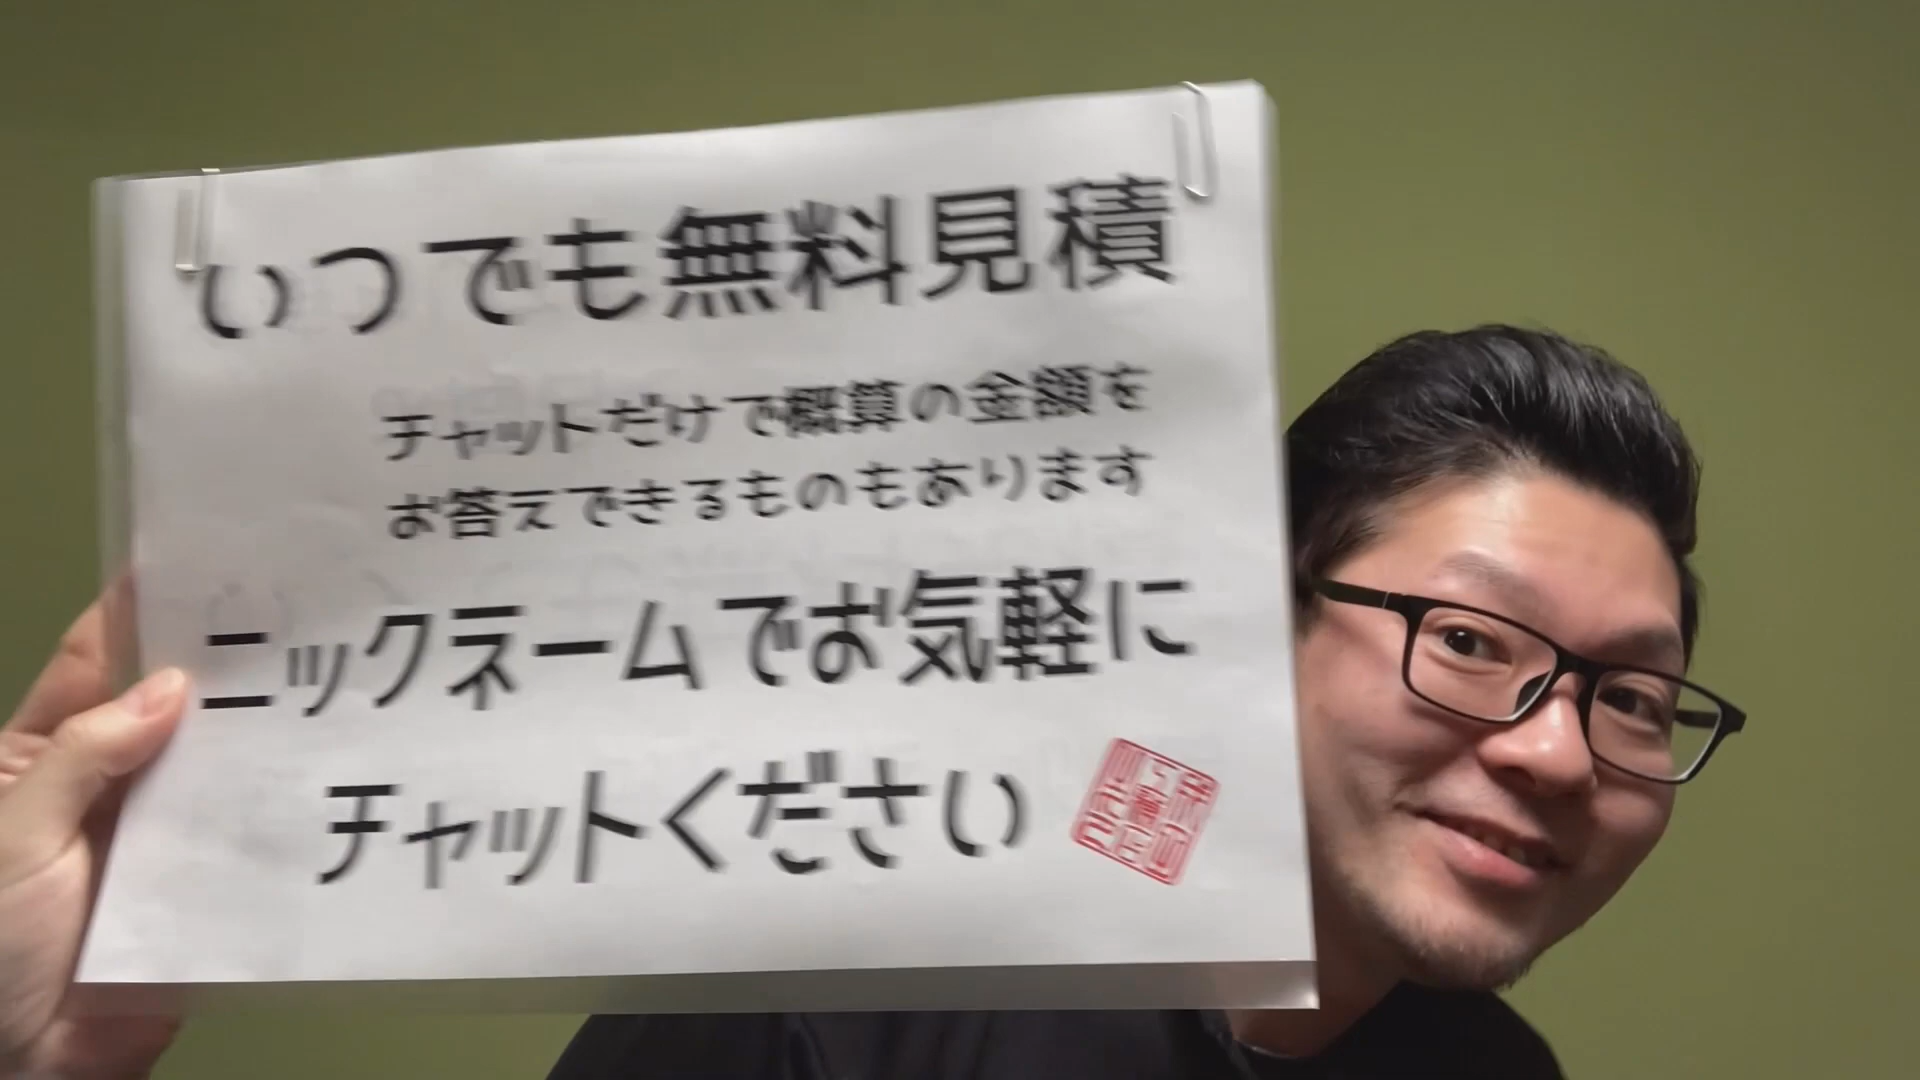 いつでも無料見積
チャットだけで概算の金額を
お答えできるものもあります
ニックネームでお気軽に
チャットください